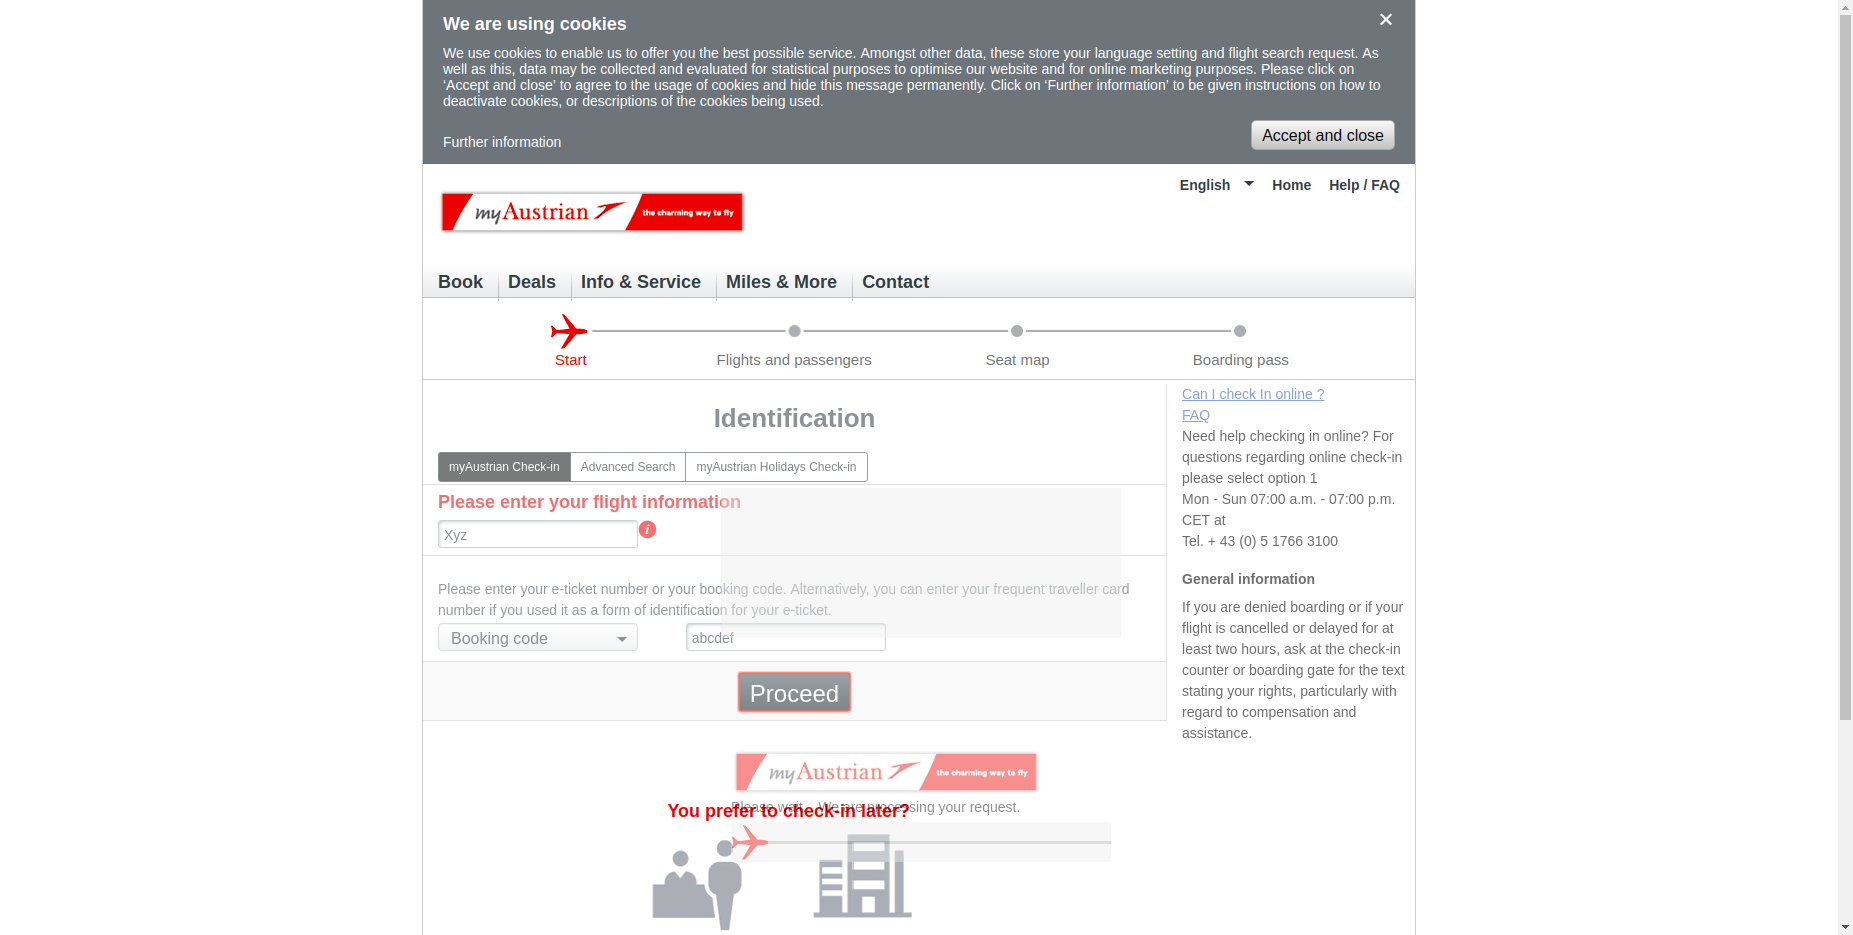 We are using cookies
We use cookies to enable us to offer you the best possible service. Amongst other data, these store your language setting and flight search request. As
well as this, data may be collected and evaluated for statistical purposes to optimise our website and for online marketing purposes. Please click on
‘Accept and close’ to agree to the usage of cookies and hide this message permanently. Click on ‘Further information’ to be given instructions on how to
deactivate cookies, or descriptions of the cookies being used.
Further information
Accept and close
English
Home
Help / FAQ
myAustrian
the charming way to fly
Book
Deals
Info & Service
Miles & More
Contact
Start
Flights and passengers
Seat map
Boarding pass
Identification
myAustrian Check-in
Advanced Search
myAustrian Holidays Check-in
Please enter your flight information
Xyz
i
Please enter your e-ticket number or your booking code. Alternatively, you can enter your frequent traveller card
number if you used it as a form of identification for your e-ticket.
Booking code
abcdef
Proceed
myAustrian
the charming way to fly
Please wait... We are processing your request.
You prefer to check-in later?
Can I check In online ?
FAQ
Need help checking in online? For
questions regarding online check-in
please select option 1
Mon - Sun 07:00 a.m. - 07:00 p.m.
CET at
Tel. + 43 (0) 5 1766 3100
General information
If you are denied boarding or if your
flight is cancelled or delayed for at
least two hours, ask at the check-in
counter or boarding gate for the text
stating your rights, particularly with
regard to compensation and
assistance.